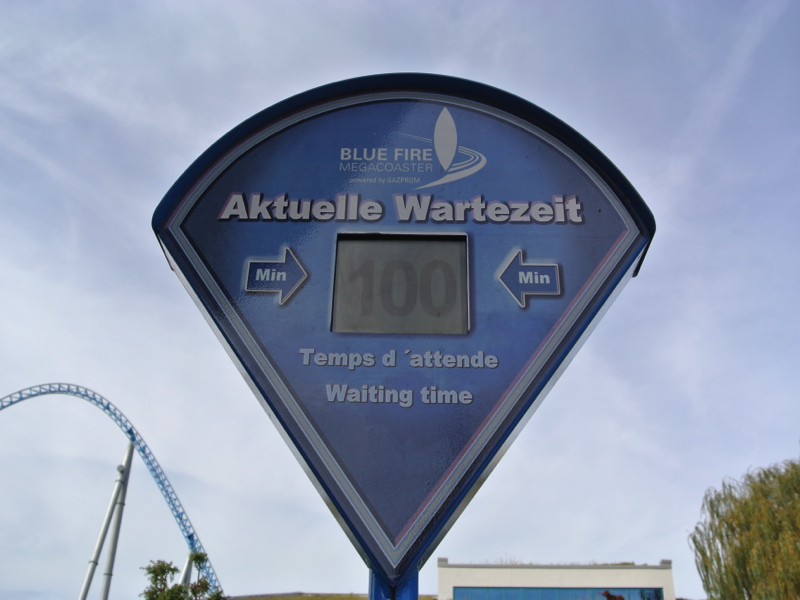 BLUE FIRE
MEGACOASTER
powered by GAZPROM
Aktuelle Wartezeit
Min 100 Min
Temps d ´attende
Waiting time